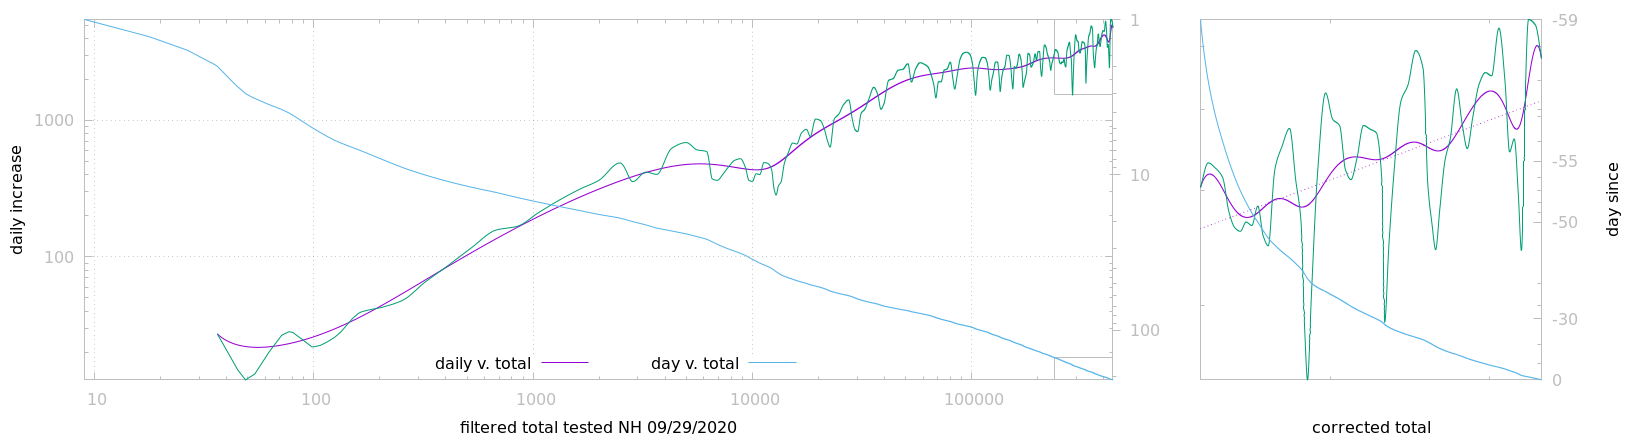 1
-59
1000
-55
10
daily increase
-50
day since
100
-30
100
daily v. total
day v. total
0
10
100
1000
10000
100000
filtered total tested NH 09/29/2020
corrected total